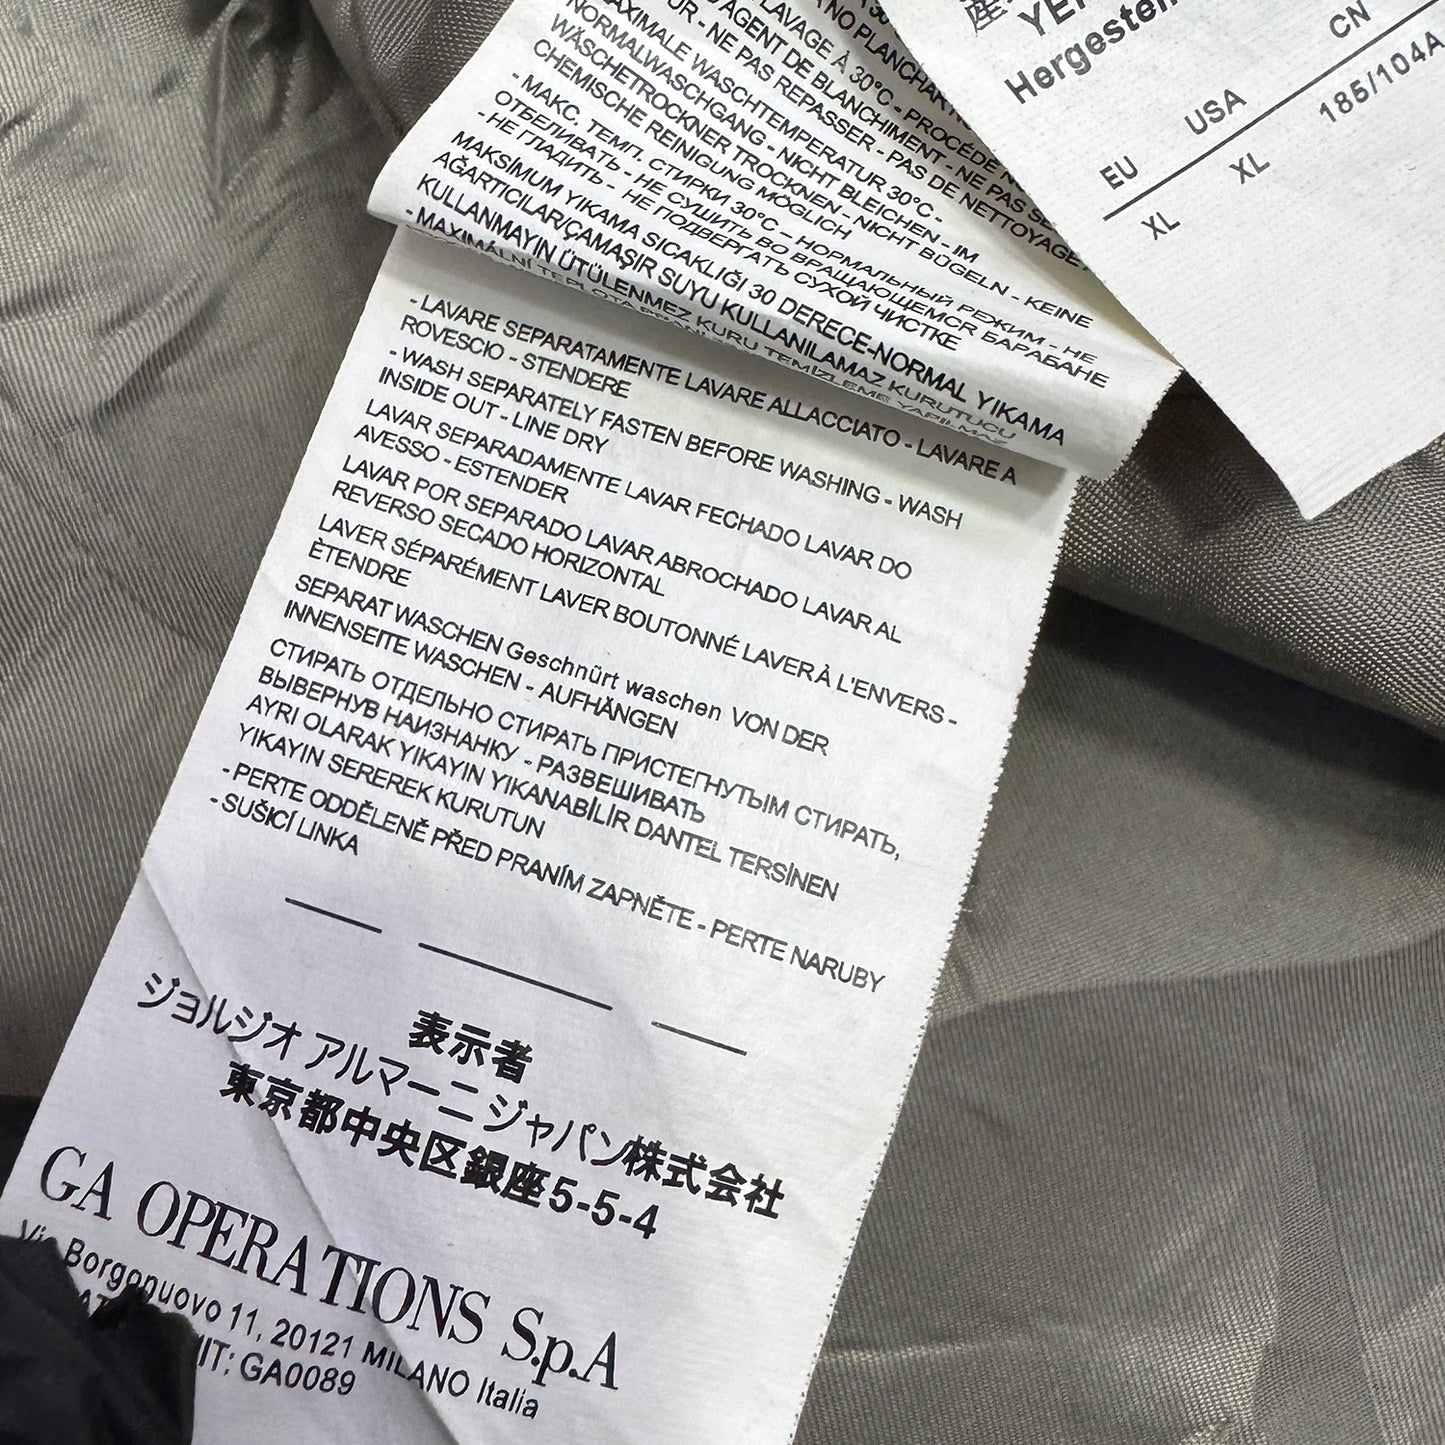 LAVAGE À 30°C - PROCÉDÉ
D'AGENT DE BLANCHIMENT - NE PAS
- NE PAS REPASSER - PAS DE NETTOYAGE
MAXIMALE WASCHTEMPERATUR 30°C -
NORMALWASCHGANG - NICHT BLEICHEN - IM
WÄSCHETROCKNER TROCKNEN - NICHT BÜGELN - KEINE
CHEMISCHE REINIGUNG MÖGLICH
- МАКС. ТЕМП. СТИРКИ 30°C – НОРМАЛЬНЫЙ РЕЖИМ - НЕ
ОТБЕЛИВАТЬ - НЕ СУШИТЬ ВО ВРАЩАЮЩЕМСЯ БАРАБАНЕ
- НЕ ГЛАДИТЬ - НЕ ПОДВЕРГАТЬ СУХОЙ ЧИСТКЕ
MAKSİMUM YIKAMA SICAKLIĞI 30 DERECE-NORMAL YIKAMA
AĞARTICILAR/ÇAMAŞIR SUYU KULLANILAMAZ KURUTUCU
KULLANMAYIN ÜTÜLENMEZ KURU TEMİZLEME YAPILMAZ
- MAXIMÁLNÍ TEPLOTA
- LAVARE SEPARATAMENTE LAVARE ALLACCIATO - LAVARE A
ROVESCIO - STENDERE
- WASH SEPARATELY FASTEN BEFORE WASHING - WASH
INSIDE OUT - LINE DRY
LAVAR SEPARADAMENTE LAVAR FECHADO LAVAR DO
AVESSO - ESTENDER
LAVAR POR SEPARADO LAVAR ABROCHADO LAVAR AL
REVERSO SECADO HORIZONTAL
LAVER SÉPARÉMENT LAVER BOUTONNÉ LAVER À L'ENVERS -
ÈTENDRE
SEPARAT WASCHEN Geschnürt waschen VON DER
INNENSEITE WASCHEN - AUFHÄNGEN
СТИРАТЬ ОТДЕЛЬНО СТИРАТЬ ПРИСТЕГНУТЫМ СТИРАТЬ,
ВЫВЕРНУВ НАИЗНАНКУ - РАЗВЕШИВАТЬ
AYRI OLARAK YIKAYIN YIKANABİLİR DANTEL TERSİNEN
YIKAYIN SEREREK KURUTUN
- PERTE ODDĚLENĚ PŘED PRANÍM ZAPNĚTE - PERTE NARUBY
- SUŠICÍ LINKA
表示者
ジョルジオ アルマーニ ジャパン株式会社
東京都中央区銀座5-5-4
GA OPERATIONS S.p.A
Via Borgonuovo 11, 20121 MILANO Italia
IT: GA0089
Hergestellt
EU USA CN
XL XL 185/104A